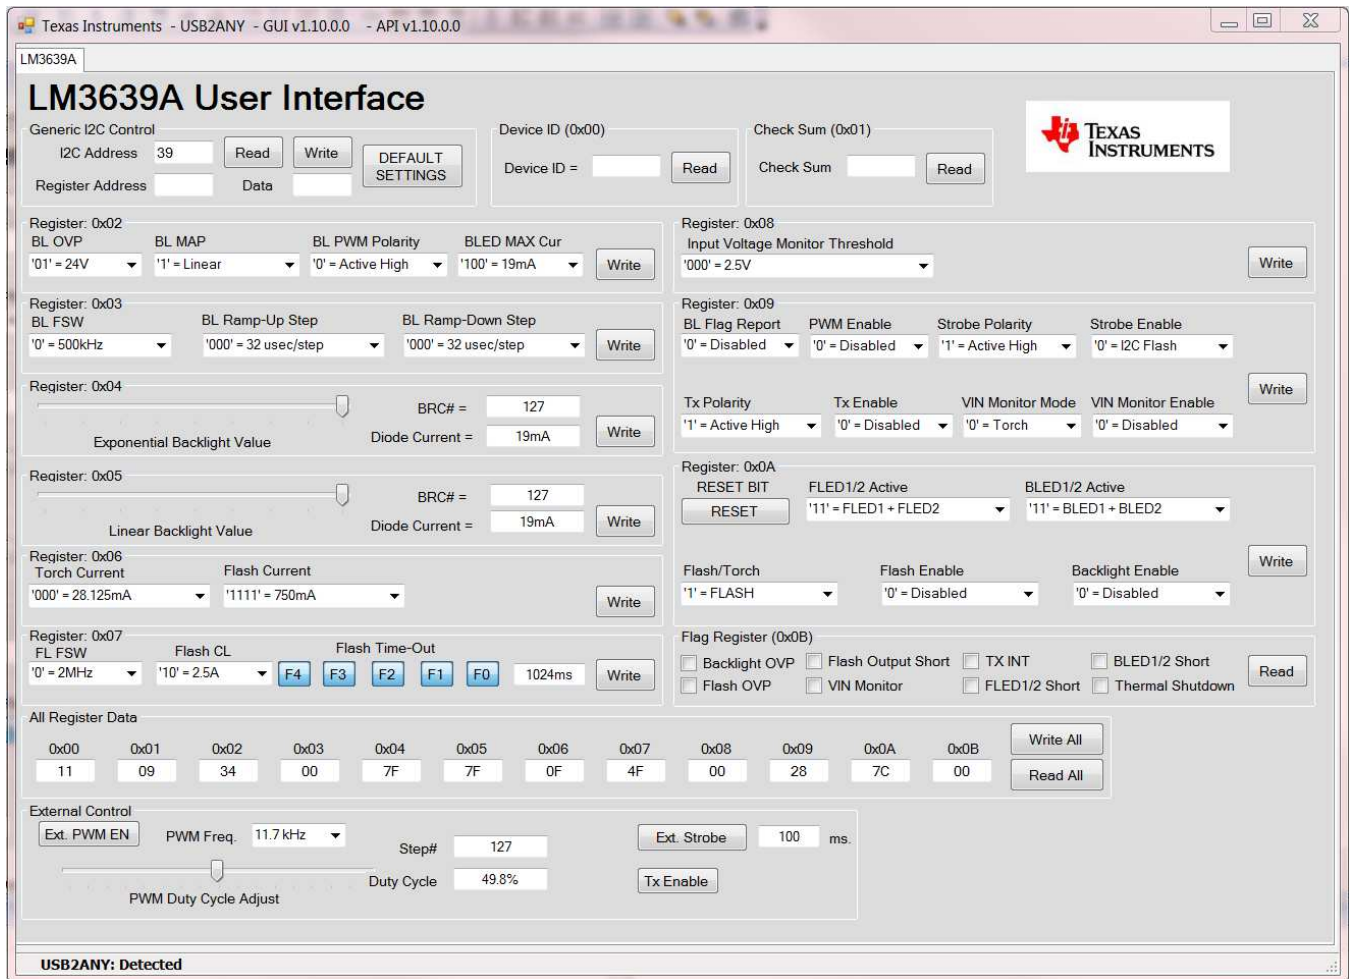 Texas Instruments - USB2ANY - GUI v1.10.0.0 - API v1.10.0.0
LM3639A
LM3639A User Interface
TEXAS
INSTRUMENTS
Generic I2C Control
I2C Address 39 Read Write
DEFAULT
SETTINGS
Register Address Data
Device ID (0x00)
Device ID = Read
Check Sum (0x01)
Check Sum Read
Register: 0x02
BL OVP BL MAP BL PWM Polarity BLED MAX Cur
'01' = 24V '1' = Linear '0' = Active High '100' = 19mA Write
Register: 0x03
BL FSW BL Ramp-Up Step BL Ramp-Down Step
'0' = 500kHz '000' = 32 usec/step '000' = 32 usec/step Write
Register: 0x04
BRC# = 127
Exponential Backlight Value Diode Current = 19mA Write
Register: 0x05
BRC# = 127
Linear Backlight Value Diode Current = 19mA Write
Register: 0x06
Torch Current Flash Current
'000' = 28.125mA '1111' = 750mA Write
Register: 0x07
FL FSW Flash CL Flash Time-Out
'0' = 2MHz '10' = 2.5A F4 F3 F2 F1 F0 1024ms Write
Register: 0x08
Input Voltage Monitor Threshold
'000' = 2.5V Write
Register: 0x09
BL Flag Report PWM Enable Strobe Polarity Strobe Enable
'0' = Disabled '0' = Disabled '1' = Active High '0' = I2C Flash
Write
Tx Polarity Tx Enable VIN Monitor Mode VIN Monitor Enable
'1' = Active High '0' = Disabled '0' = Torch '0' = Disabled
Register: 0x0A
RESET BIT FLED1/2 Active BLED1/2 Active
RESET '11' = FLED1 + FLED2 '11' = BLED1 + BLED2
Write
Flash/Torch Flash Enable Backlight Enable
'1' = FLASH '0' = Disabled '0' = Disabled
Flag Register (0x0B)
Backlight OVP Flash Output Short TX INT BLED1/2 Short
Flash OVP VIN Monitor FLED1/2 Short Thermal Shutdown Read
All Register Data
0x00 0x01 0x02 0x03 0x04 0x05 0x06 0x07 0x08 0x09 0x0A 0x0B Write All
11 09 34 00 7F 7F 0F 4F 00 28 7C 00 Read All
External Control
Ext. PWM EN PWM Freq. 11.7 kHz Step# 127 Ext. Strobe 100 ms.
Duty Cycle 49.8% Tx Enable
PWM Duty Cycle Adjust
USB2ANY: Detected